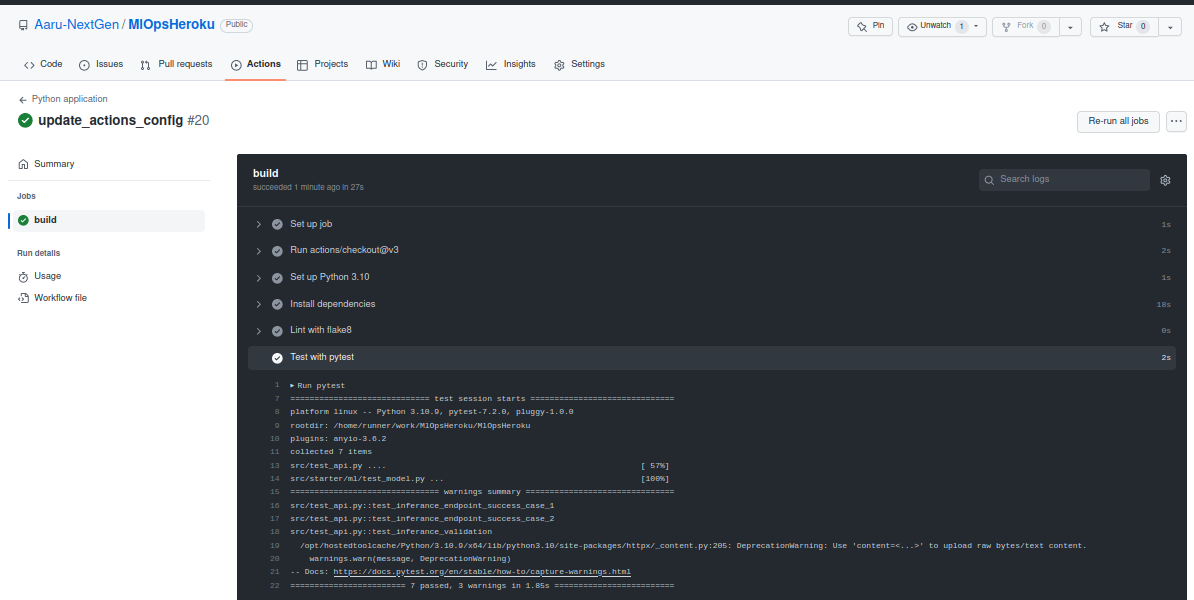 Aaru-NextGen / MlOpsHeroku Public
Pin Unwatch 1 Fork 0 Star 0
Code Issues Pull requests Actions Projects Wiki Security Insights Settings
Python application
update_actions_config #20
Re-run all jobs
Summary
Jobs
build
Run details
Usage
Workflow file
build
succeeded 1 minute ago in 27s
Search logs
Set up job 1s
Run actions/checkout@v3 2s
Set up Python 3.10 1s
Install dependencies 18s
Lint with flake8 0s
Test with pytest 2s
1 ▸ Run pytest
7 ============================= test session starts ==============================
8 platform linux -- Python 3.10.9, pytest-7.2.0, pluggy-1.0.0
9 rootdir: /home/runner/work/MlOpsHeroku/MlOpsHeroku
10 plugins: anyio-3.6.2
11 collected 7 items
13 src/test_api.py .... [ 57%]
14 src/starter/ml/test_model.py ... [100%]
15 =============================== warnings summary ===============================
16 src/test_api.py::test_inferance_endpoint_success_case_1
17 src/test_api.py::test_inferance_endpoint_success_case_2
18 src/test_api.py::test_inferance_validation
19 /opt/hostedtoolcache/Python/3.10.9/x64/lib/python3.10/site-packages/httpx/_content.py:205: DeprecationWarning: Use 'content=<...>' to upload raw bytes/text content.
20 warnings.warn(message, DeprecationWarning)
21 -- Docs: https://docs.pytest.org/en/stable/how-to/capture-warnings.html
22 ======================== 7 passed, 3 warnings in 1.85s =========================